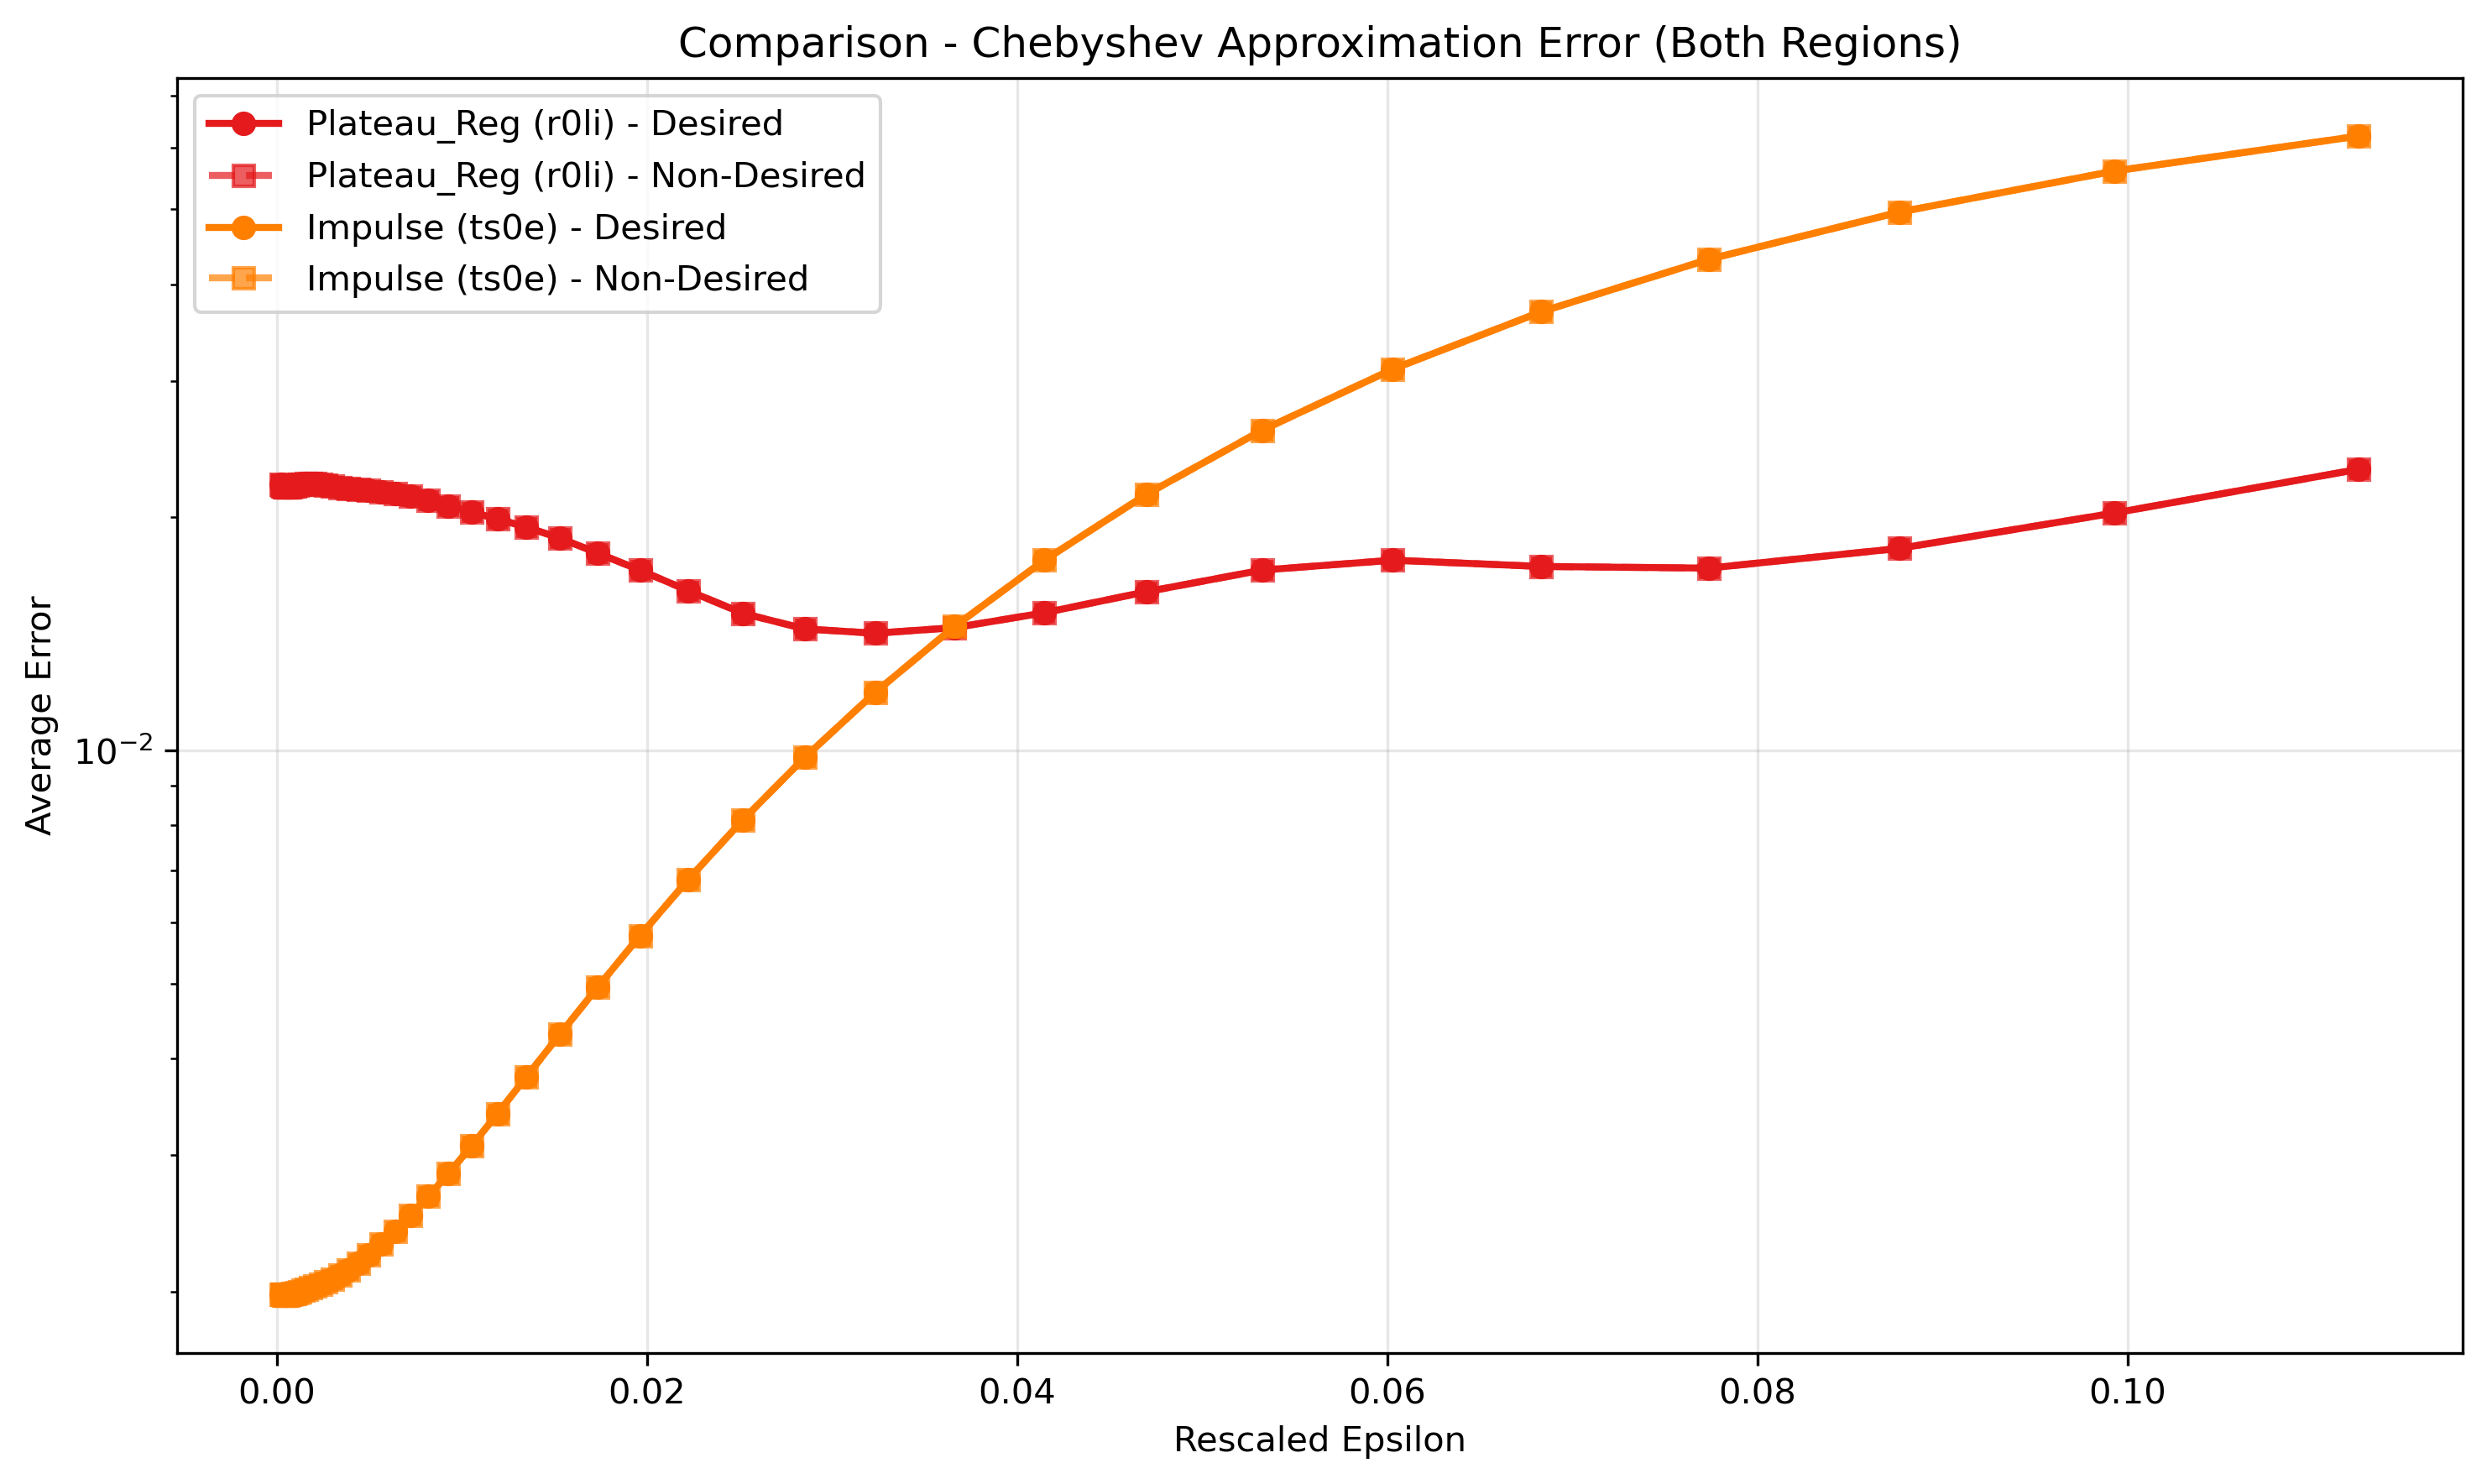 Comparison - Chebyshev Approximation Error (Both Regions)
Plateau_Reg (r0li) - Desired
Plateau_Reg (r0li) - Non-Desired
Impulse (ts0e) - Desired
Impulse (ts0e) - Non-Desired
Average Error
10⁻²
0.00 0.02 0.04 0.06 0.08 0.10
Rescaled Epsilon